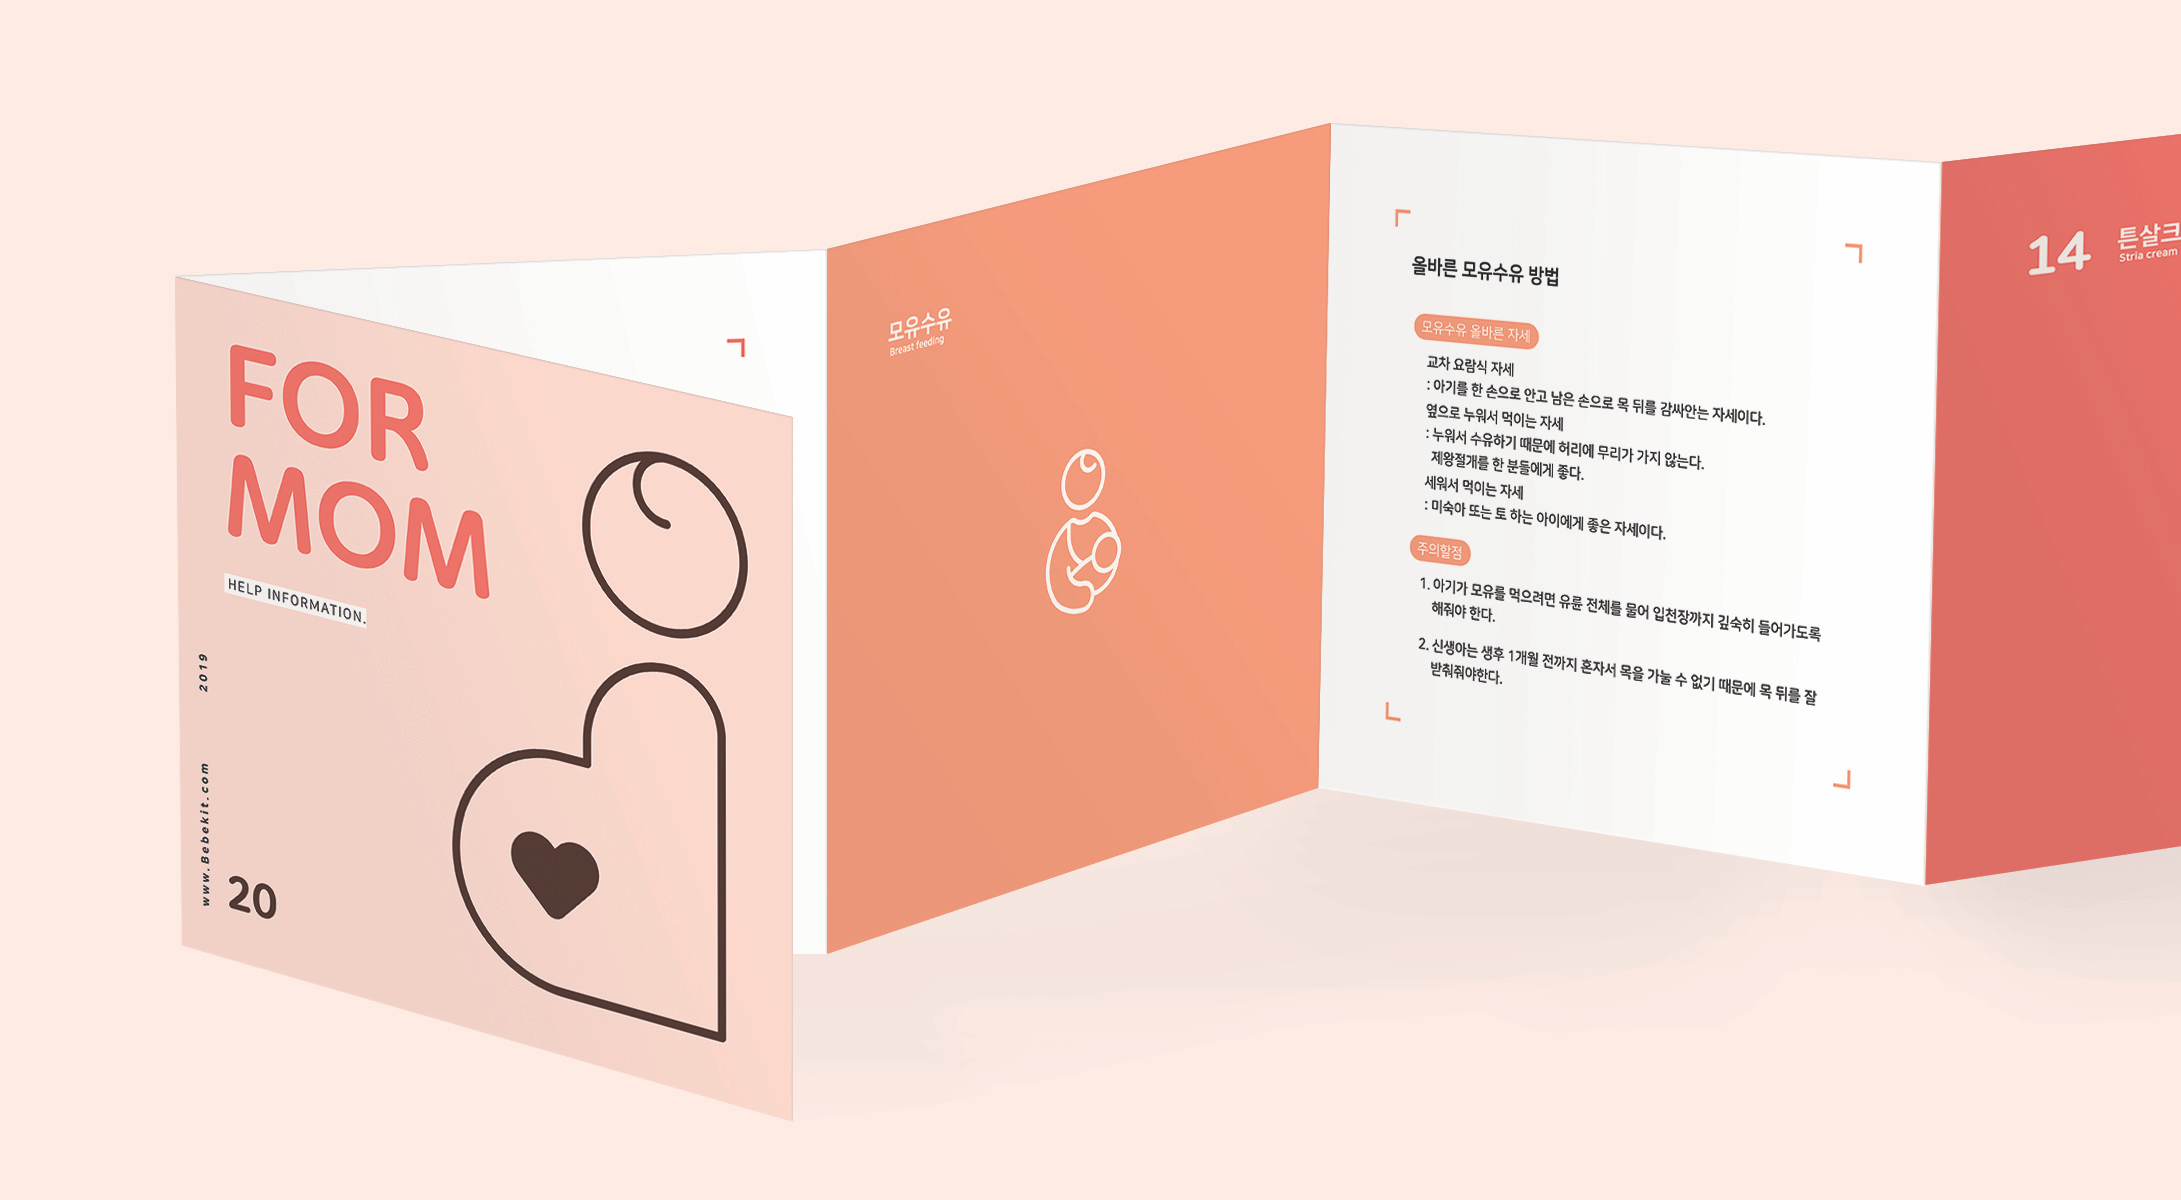 FOR
MOM
HELP INFORMATION.
2019
www.Bebekit.com
20
모유수유
Breast feeding
올바른 모유수유 방법
모유수유 올바른 자세
교차 요람식 자세
: 아기를 한 손으로 안고 남은 손으로 목 뒤를 감싸안는 자세이다.
옆으로 누워서 먹이는 자세
: 누워서 수유하기 때문에 허리에 무리가 가지 않는다.
제왕절개를 한 분들에게 좋다.
세워서 먹이는 자세
: 미숙아 또는 토 하는 아이에게 좋은 자세이다.
주의할점
1. 아기가 모유를 먹으려면 유륜 전체를 물어 입천장까지 깊숙히 들어가도록
해줘야 한다.
2. 신생아는 생후 1개월 전까지 혼자서 목을 가눌 수 없기 때문에 목 뒤를 잘
받춰줘야한다.
14
튼살크
Stria cream